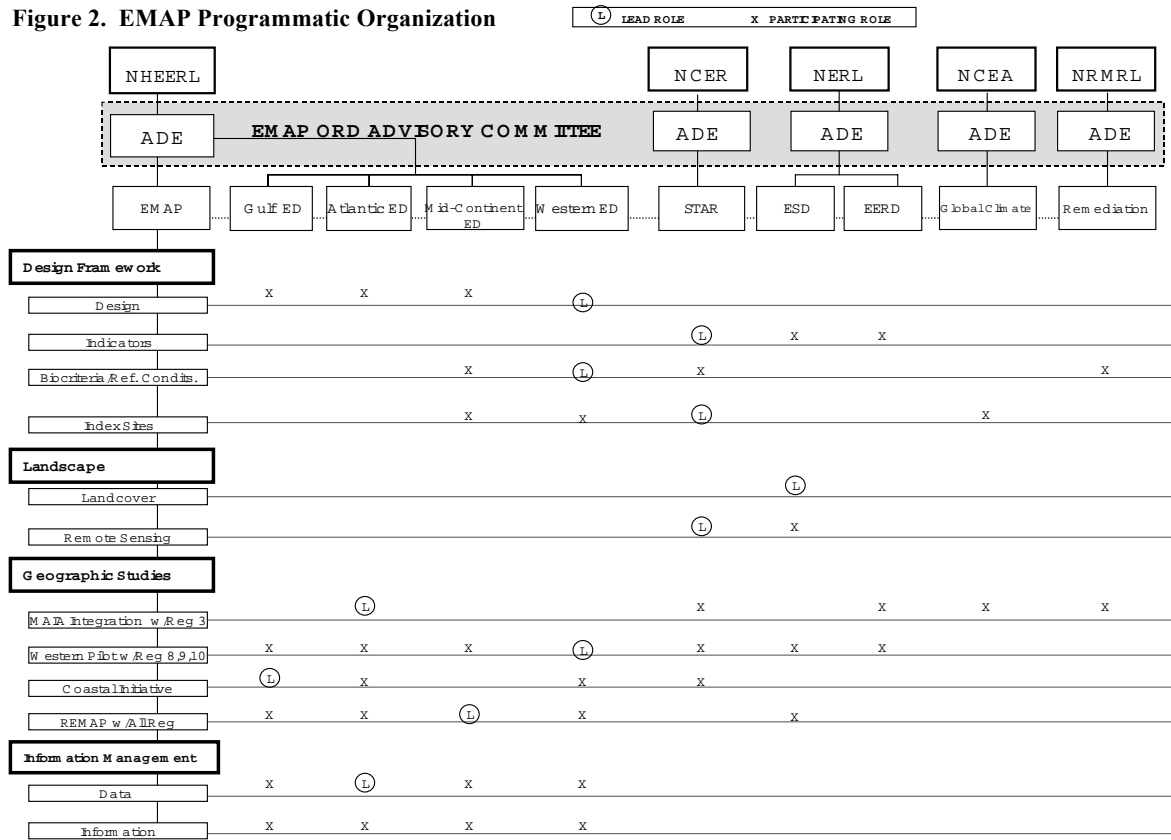 Figure 2. EMAP Programmatic Organization
L LEAD ROLE X PARTICIPATING ROLE
NHEERL NCER NERL NCEA NRMRL
EMAP ORD ADVISORY COMMITTEE
ADE ADE ADE ADE ADE
EMAP Gulf ED Atlantic ED Mid-Continent ED Western ED STAR ESD EERD Global Climate Remediation
Design Framework
Design X X X L
Indicators L X X
Biocriteria/Ref. Condits. X L X X
Index Sites X X L X
Landscape
Landcover L
Remote Sensing L X
Geographic Studies
MAIA Integration w/Reg 3 L X X X X
Western Pilot w/Reg 8,9,10 X X X L X X X
Coastal Initiative L X X X
REMAP w/All Reg X X L X X
Information Management
Data X L X X
Information X X X X